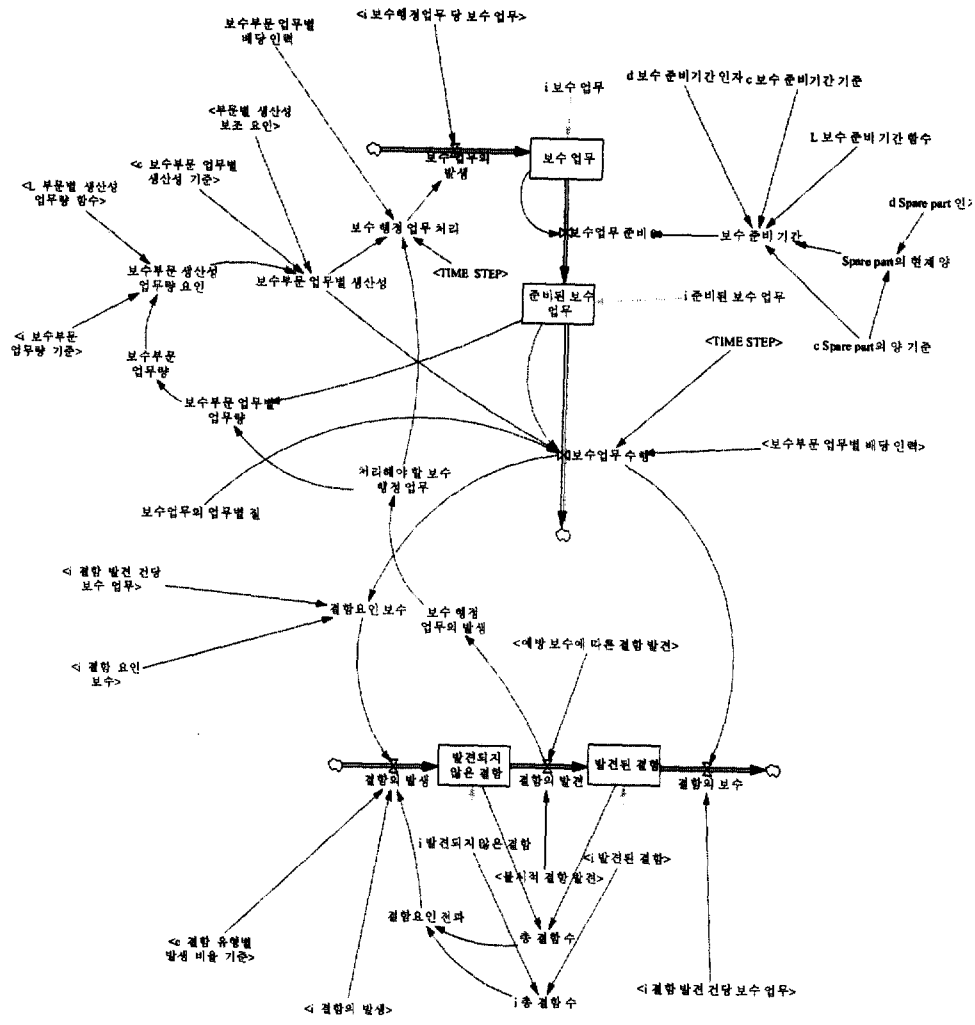 보수부문 업무별
배당 인력
<i 보수행정업무 당 보수 업무>
i 보수 업무
d 보수 준비기간 인자
c 보수 준비기간 기준
<부문별 생산성
보조 요인>
L 보수 준비 기간 함수
보수 업무의
발생
보수 업무
<c 보수부문 업무별
생산성 기준>
<L 부문별 생산성
업무량 함수>
d Spare part 인자
보수 행정 업무 처리
보수업무 준비
보수 준비 기간
Spare part의 현재 양
<TIME STEP>
보수부문 생산성
업무량 요인
보수부문 업무별 생산성
준비된 보수
업무
i 준비된 보수 업무
<i 보수부문
업무량 기준>
<TIME STEP>
c Spare part의 양 기준
보수부문
업무량
보수부문 업무별
업무량
보수업무 수행
<보수부문 업무별 배당 인력>
처리해야 할 보수
행정 업무
보수업무의 업무별 질
<i 결함 발견 건당
보수 업무>
결함요인 보수
보수 행정
업무의 발생
<예방 보수에 따른 결함 발견>
<i 결함 요인
보수>
발견되지
않은 결함
발견된 결함
결함의 발생
결함의 발견
결함의 보수
i 발견되지 않은 결함
<i 발견된 결함>
<불시적 결함 발견>
결함요인 전파
총 결함 수
<c 결함 유형별
발생 비율 기준>
<i 결함의 발생>
i 총 결함 수
<i 결함 발견 건당 보수 업무>